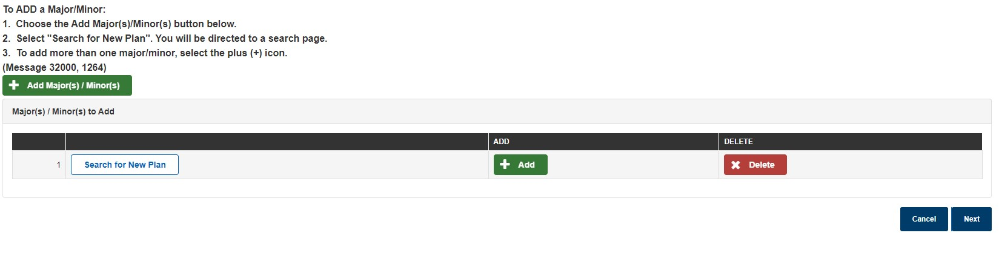 To ADD a Major/Minor:
1. Choose the Add Major(s)/Minor(s) button below.
2. Select "Search for New Plan". You will be directed to a search page.
3. To add more than one major/minor, select the plus (+) icon.
(Message 32000, 1264)
Add Major(s) / Minor(s)
Major(s) / Minor(s) to Add
ADD DELETE
1 Search for New Plan Add Delete
Cancel Next